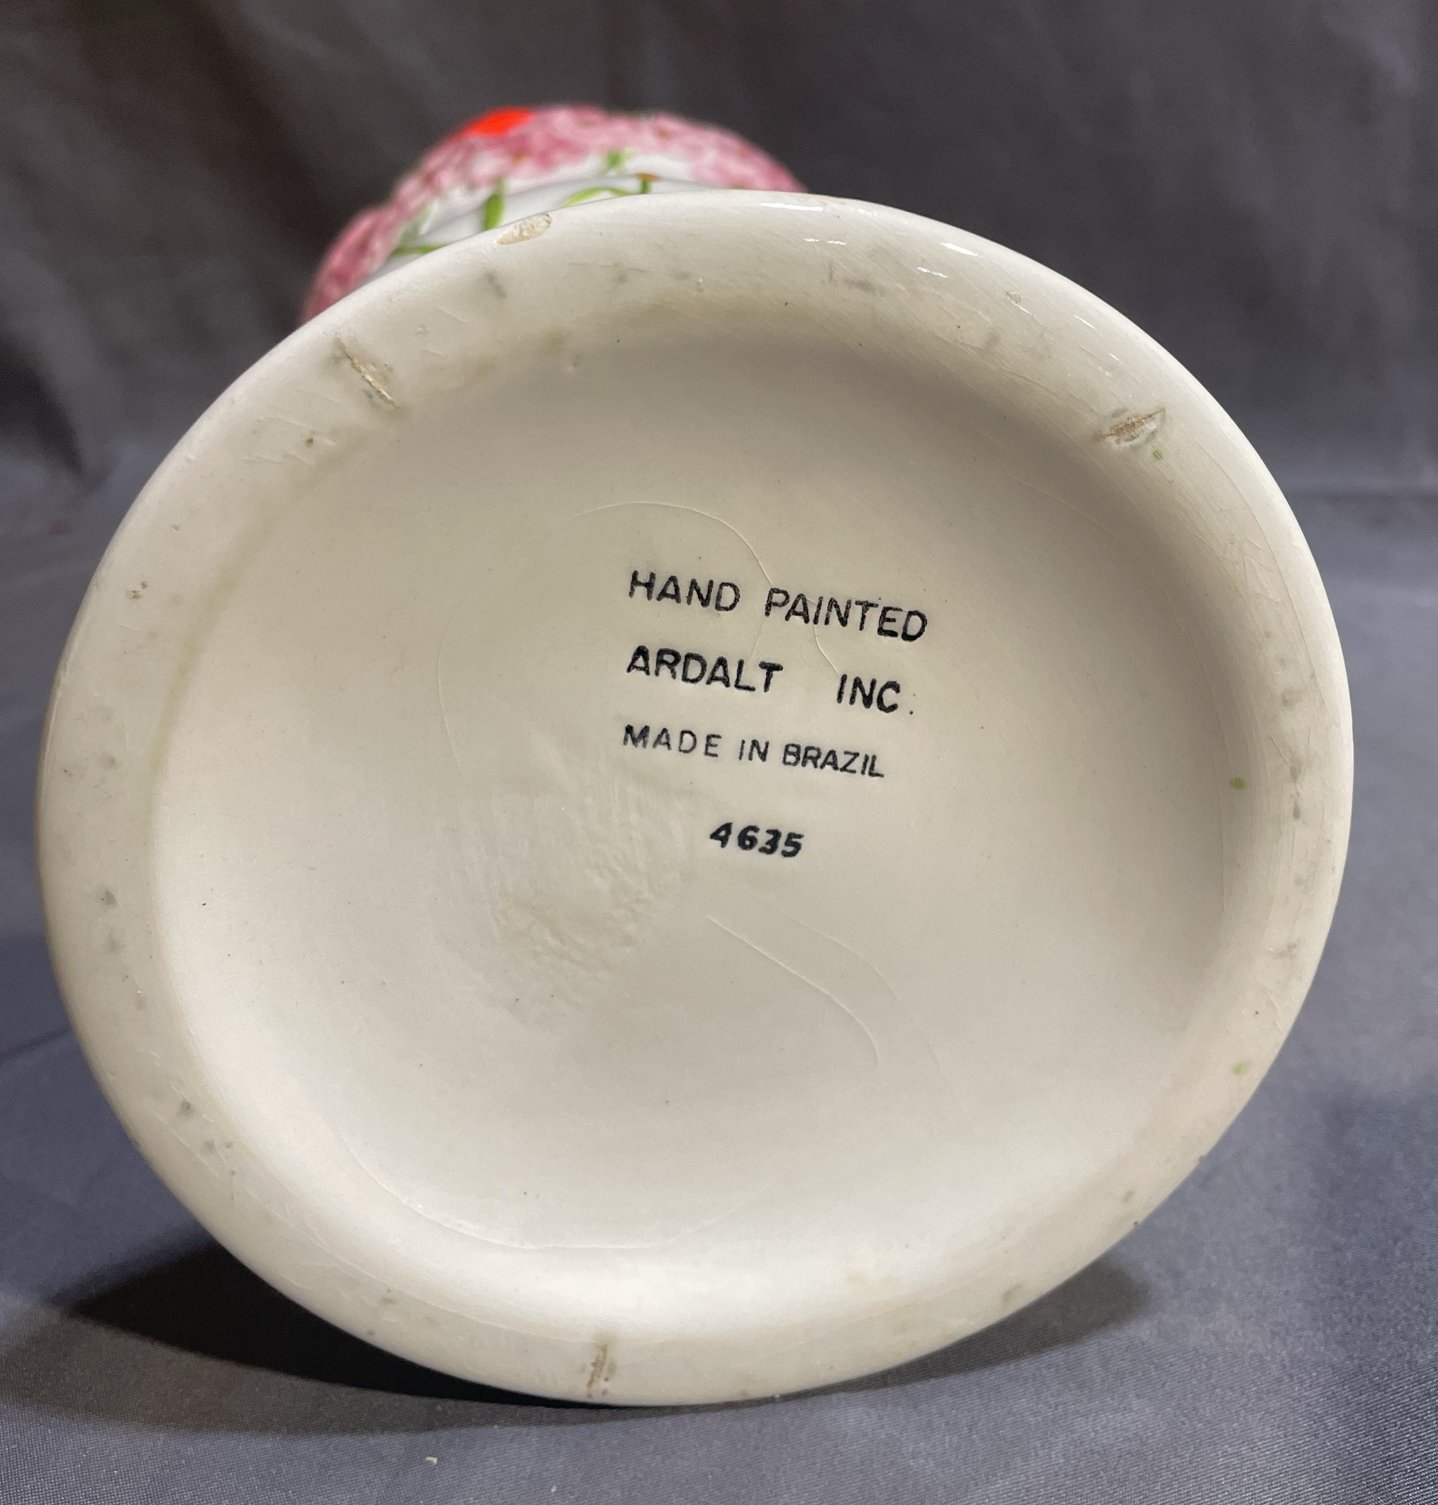 HAND PAINTED
ARDALT INC.
MADE IN BRAZIL
4635